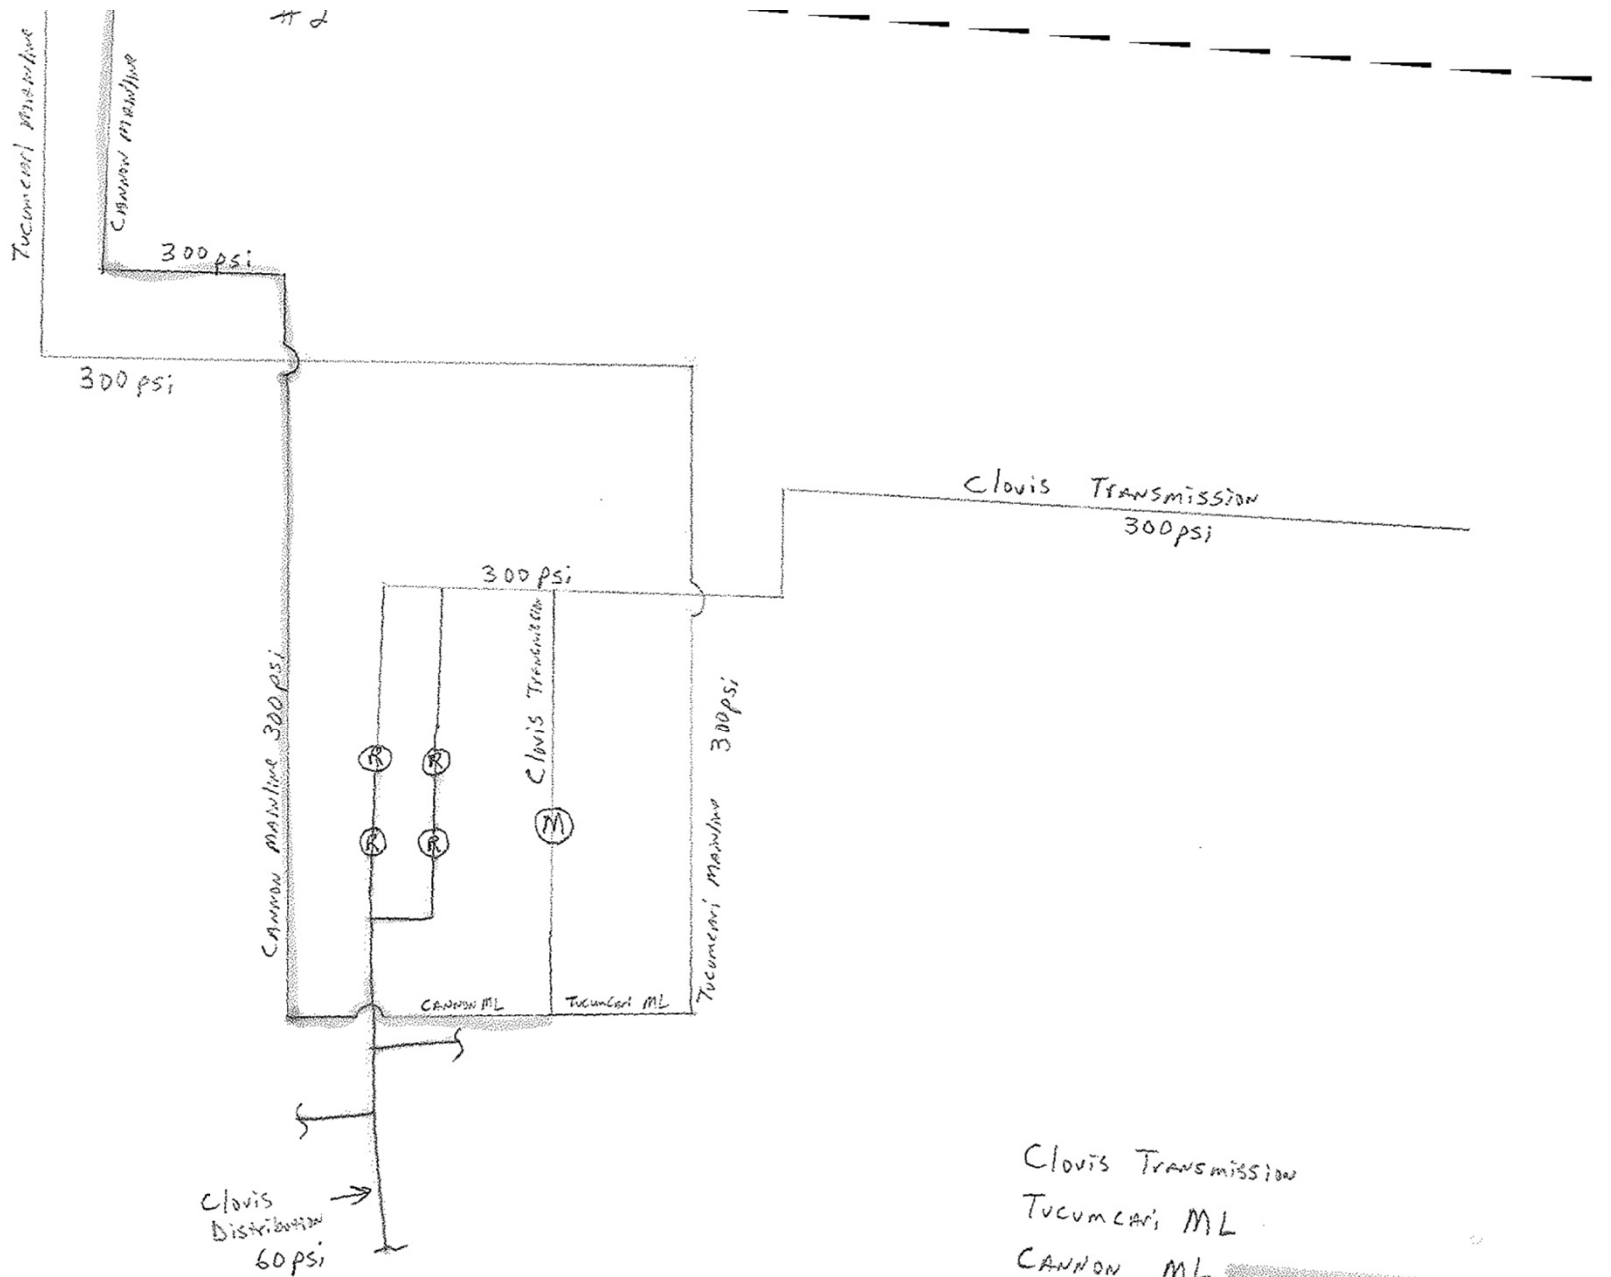 #2
Tucumcari Mainline
Cannon Mainline
300 psi
300 psi
Clovis Transmission
300 psi
300 psi
Clovis Transmission
Cannon Mainline 300 psi
300 psi
Tucumcari Mainline
R
R
R
R
M
Cannon ML
Tucumcari ML
Clovis
Distribution
60 psi
Clovis Transmission
Tucumcari ML
Cannon ML